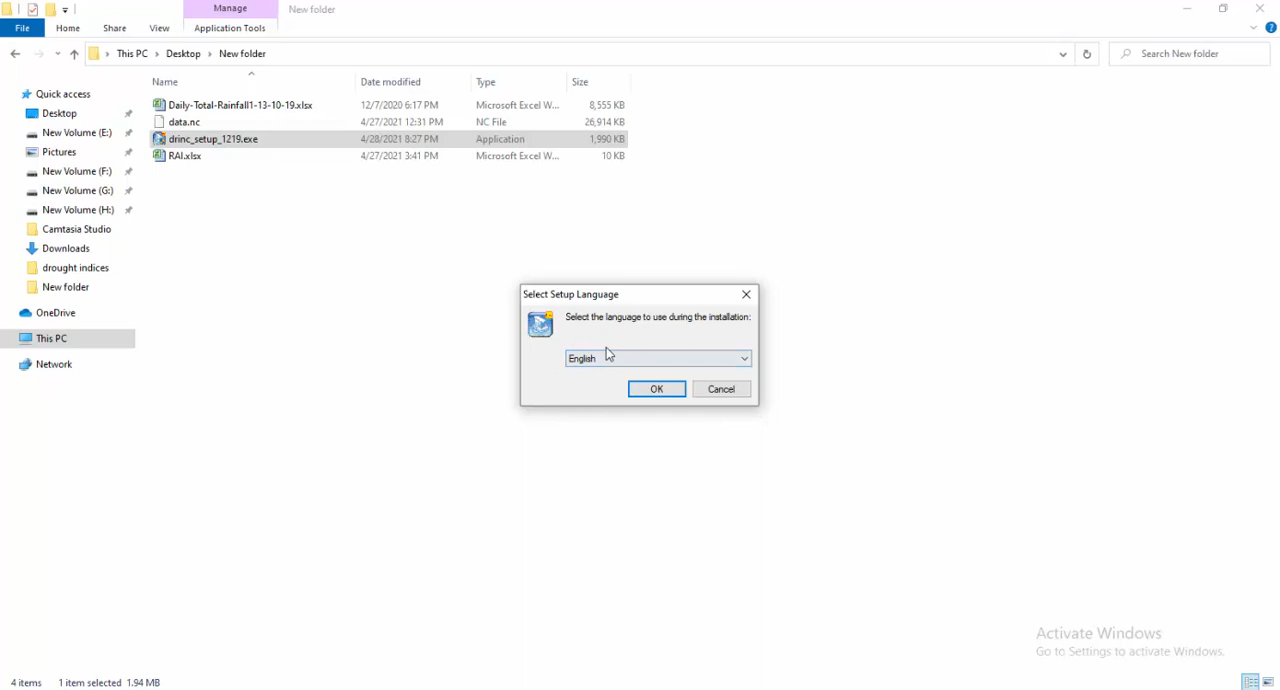 Manage
New folder
File
Home
Share
View
Application Tools
This PC
Desktop
New folder
Search New folder
Name
Date modified
Type
Size
Daily-Total-Rainfall1-13-10-19.xlsx
12/7/2020 6:17 PM
Microsoft Excel W...
8,555 KB
data.nc
4/27/2021 12:31 PM
NC File
26,914 KB
drinc_setup_1219.exe
4/28/2021 8:27 PM
Application
1,990 KB
RAI.xlsx
4/27/2021 3:41 PM
Microsoft Excel W...
10 KB
Quick access
Desktop
New Volume (E:)
Pictures
New Volume (F:)
New Volume (G:)
New Volume (H:)
Camtasia Studio
Downloads
drought indices
New folder
OneDrive
This PC
Network
Select Setup Language
Select the language to use during the installation:
English
OK
Cancel
Activate Windows
Go to Settings to activate Windows.
4 items
1 item selected 1.94 MB